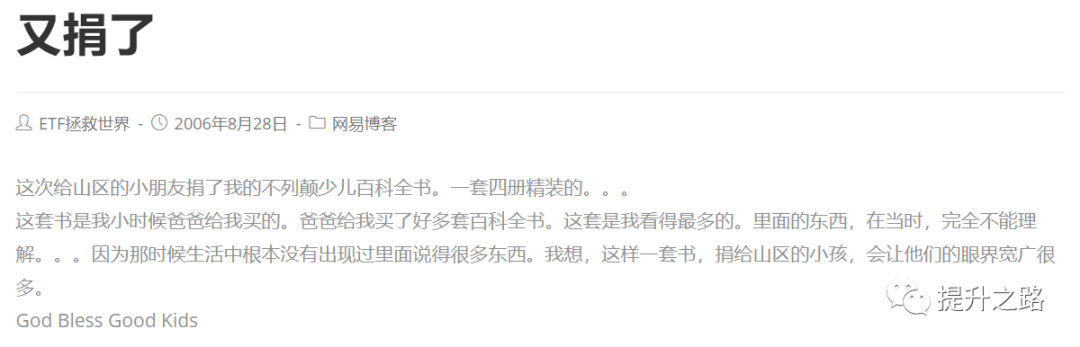 又捐了
ETF拯救世界 - 2006年8月28日 - 网易博客
这次给山区的小朋友捐了我的不列颠少儿百科全书。一套四册精装的。。。
这套书是我小时候爸爸给我买的。爸爸给我买了好多套百科全书。这套是我看得最多的。里面的东西，在当时，完全不能理
解。。。因为那时候生活中根本没有出现过里面说得很多东西。我想，这样一套书，捐给山区的小孩，会让他们的眼界宽广很
多。
提升之路
God Bless Good Kids